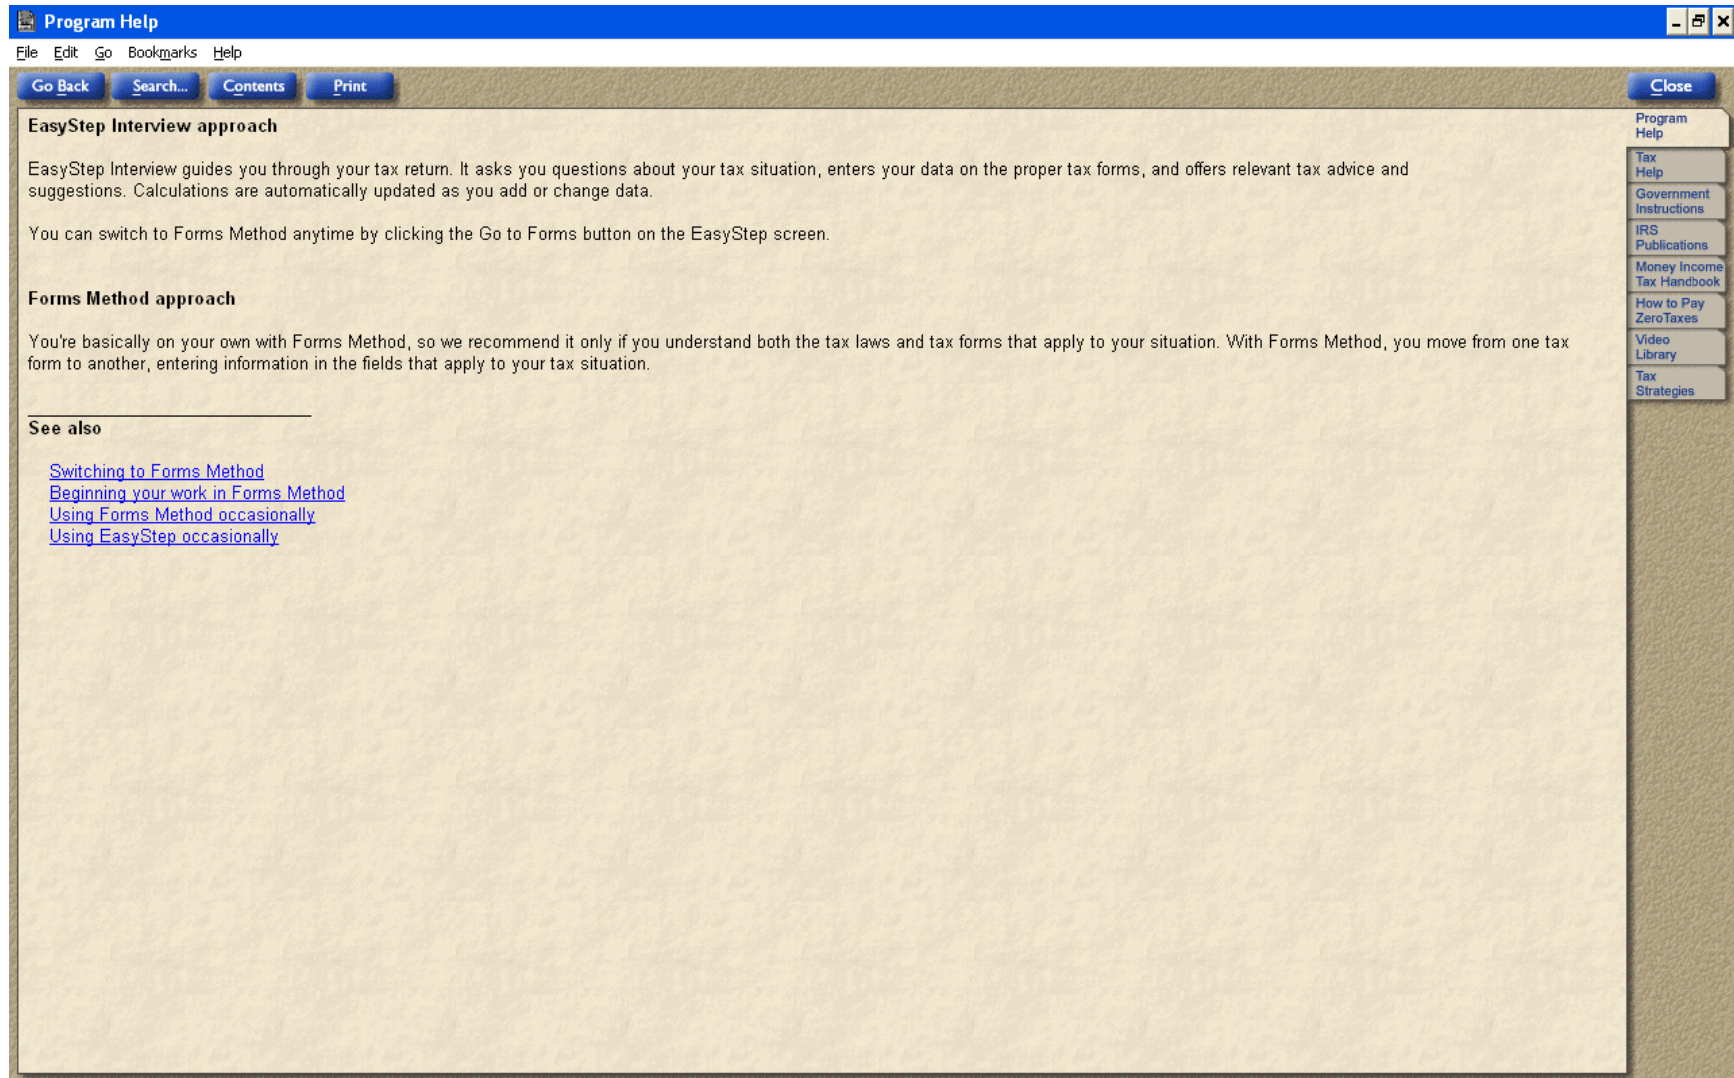 Program Help
File Edit Go Bookmarks Help
Go Back Search... Contents Print Close
EasyStep Interview approach
EasyStep Interview guides you through your tax return. It asks you questions about your tax situation, enters your data on the proper tax forms, and offers relevant tax advice and
suggestions. Calculations are automatically updated as you add or change data.
You can switch to Forms Method anytime by clicking the Go to Forms button on the EasyStep screen.
Forms Method approach
You're basically on your own with Forms Method, so we recommend it only if you understand both the tax laws and tax forms that apply to your situation. With Forms Method, you move from one tax
form to another, entering information in the fields that apply to your tax situation.
See also
Switching to Forms Method
Beginning your work in Forms Method
Using Forms Method occasionally
Using EasyStep occasionally
Program
Help
Tax
Help
Government
Instructions
IRS
Publications
Money Income
Tax Handbook
How to Pay
ZeroTaxes
Video
Library
Tax
Strategies